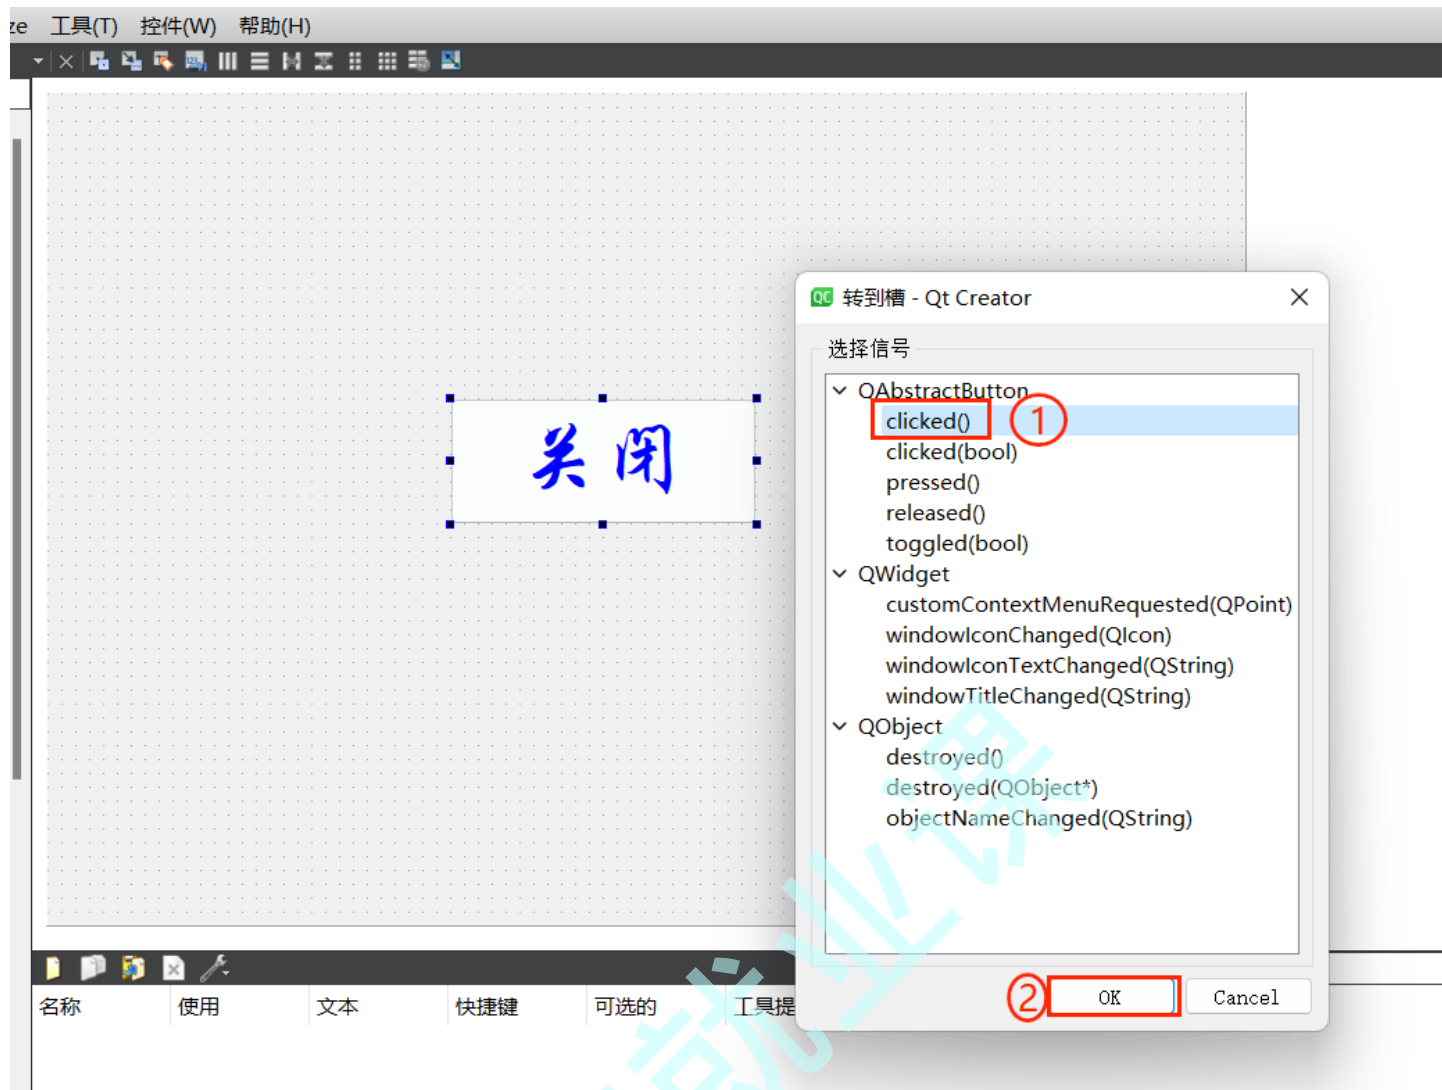 ze 工具(T) 控件(W) 帮助(H)
转到槽 - Qt Creator
选择信号
QAbstractButton
clicked()
①
clicked(bool)
pressed()
released()
toggled(bool)
QWidget
customContextMenuRequested(QPoint)
windowIconChanged(QIcon)
windowIconTextChanged(QString)
windowTitleChanged(QString)
QObject
destroyed()
destroyed(QObject*)
objectNameChanged(QString)
② OK Cancel
关闭
名称 使用 文本 快捷键 可选的 工具提
就业课